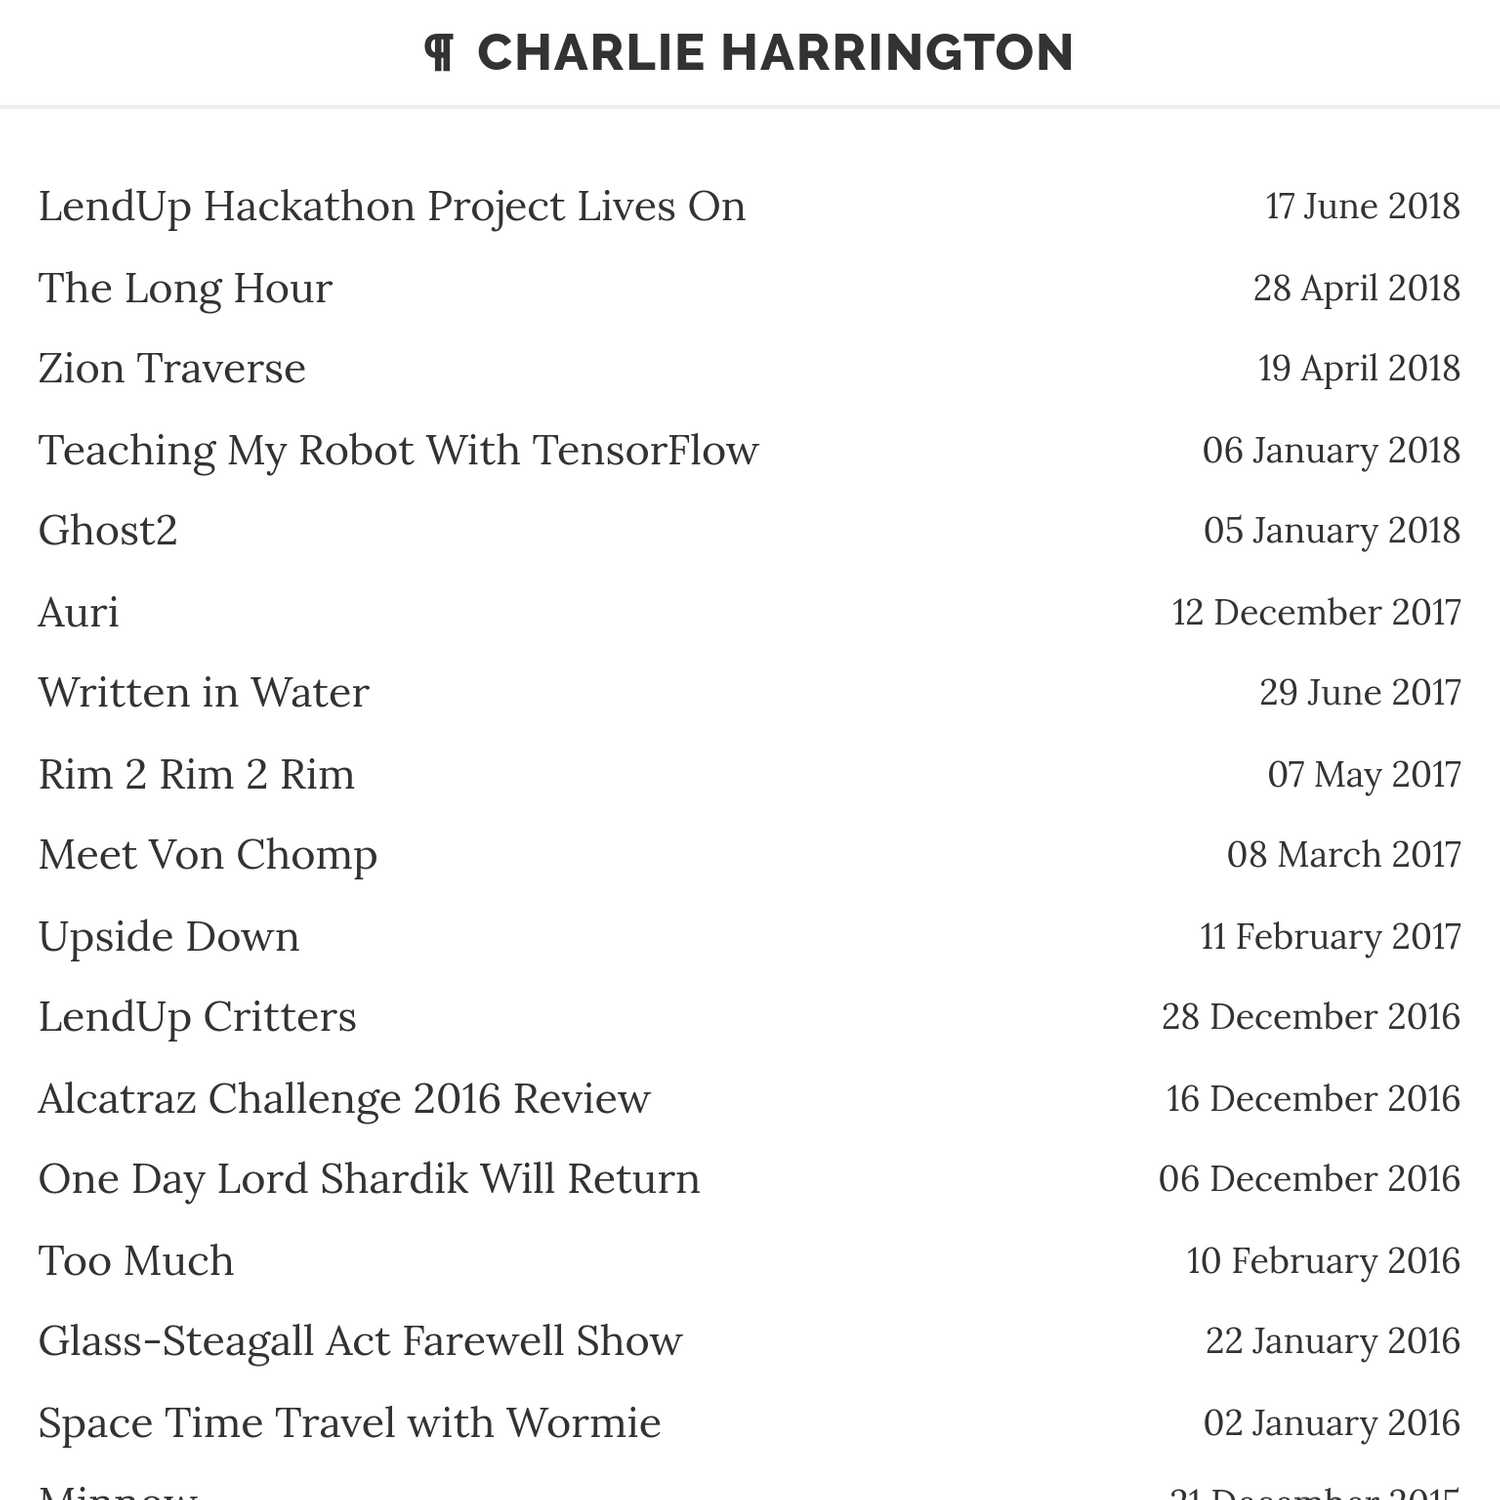 ¶ CHARLIE HARRINGTON
LendUp Hackathon Project Lives On 17 June 2018
The Long Hour 28 April 2018
Zion Traverse 19 April 2018
Teaching My Robot With TensorFlow 06 January 2018
Ghost2 05 January 2018
Auri 12 December 2017
Written in Water 29 June 2017
Rim 2 Rim 2 Rim 07 May 2017
Meet Von Chomp 08 March 2017
Upside Down 11 February 2017
LendUp Critters 28 December 2016
Alcatraz Challenge 2016 Review 16 December 2016
One Day Lord Shardik Will Return 06 December 2016
Too Much 10 February 2016
Glass-Steagall Act Farewell Show 22 January 2016
Space Time Travel with Wormie 02 January 2016
Minnow 21 December 2015